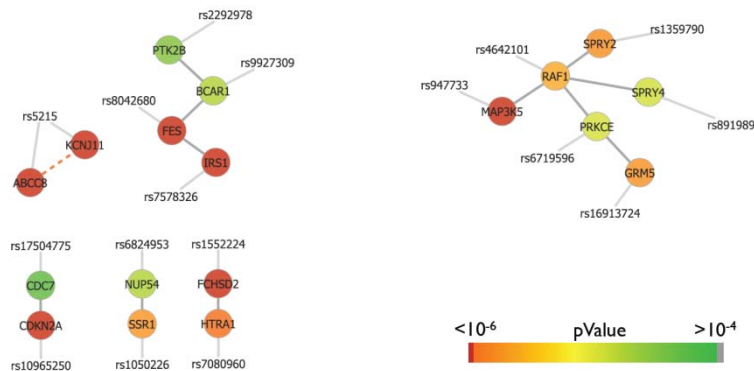 rs2292978
PTK2B
rs9927309
BCAR1
rs8042680
rs5215
FES
KCNJ11
IRS1
ABCC8
rs7578326
rs1359790
SPRY2
rs4642101
RAF1
rs947733
SPRY4
MAP3K5
rs891989
PRKCE
rs6719596
GRM5
rs16913724
rs17504775 rs6824953 rs1552224
CDC7 NUP54 FCHSD2
CDKN2A SSR1 HTRA1
rs10965250 rs1050226 rs7080960
<10-6 pValue >10-4